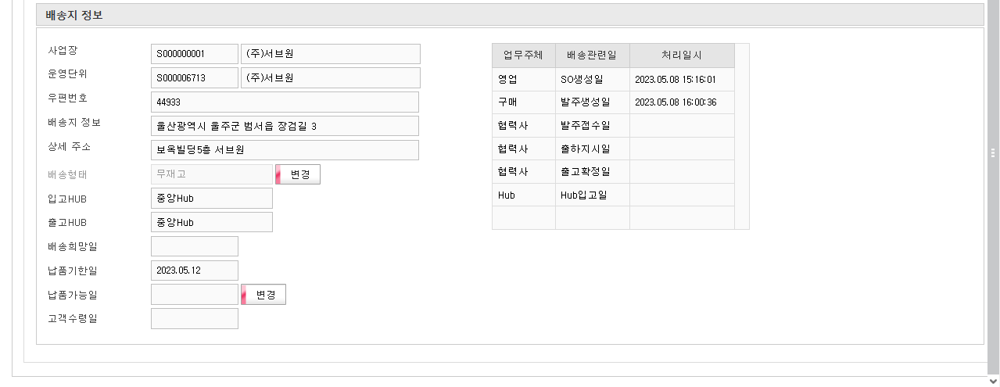 배송지 정보
사업장 S000000001 (주)서브원
운영단위 S000006713 (주)서브원
우편번호 44933
배송지 정보 울산광역시 울주군 범서읍 장검길 3
상세 주소 보옥빌딩5층 서브원
배송형태 무재고 변경
입고HUB 중앙Hub
출고HUB 중앙Hub
배송희망일
납품기한일 2023.05.12
납품가능일 변경
고객수령일
업무주체 배송관련일 처리일시
영업 SO생성일 2023.05.08 15:16:01
구매 발주생성일 2023.05.08 16:00:36
협력사 발주접수일
협력사 출하지시일
협력사 출고확정일
Hub Hub입고일